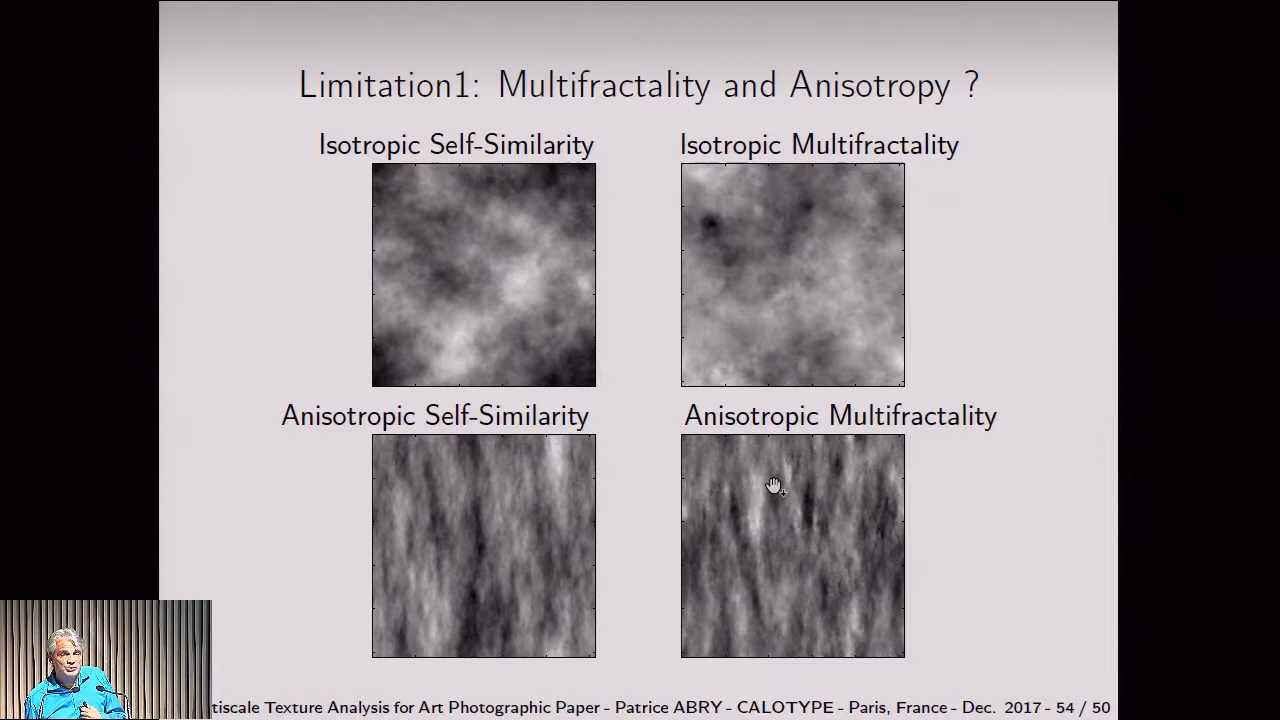 Limitation1: Multifractality and Anisotropy ?
Isotropic Self-Similarity
Isotropic Multifractality
Anisotropic Self-Similarity
Anisotropic Multifractality
tiscale Texture Analysis for Art Photographic Paper - Patrice ABRY - CALOTYPE - Paris, France - Dec. 2017 - 54 / 50